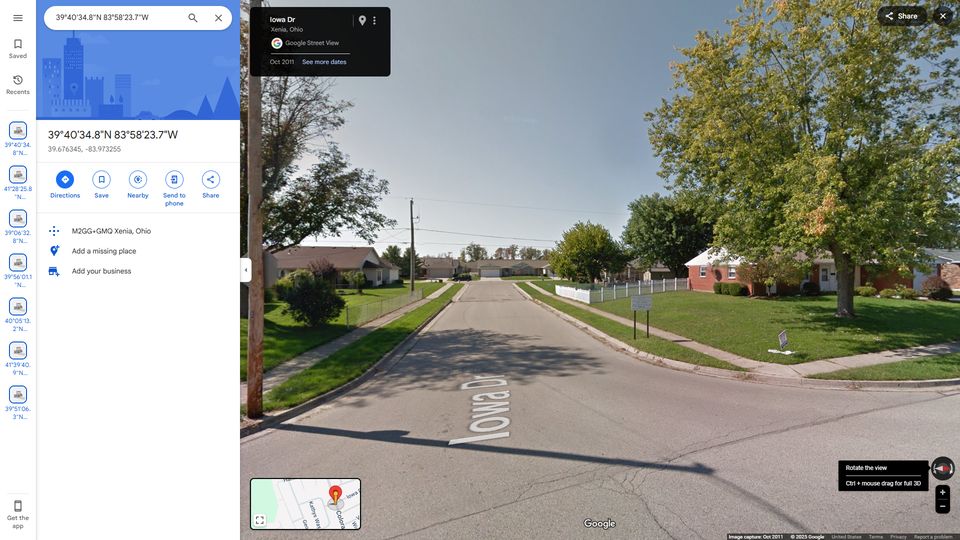 39°40'34.8"N 83°58'23.7"W
Saved
Recents
39°40'34.
8"N...
41°28'25.8
"N...
39°06'32.
8"N...
39°56'01.1
"N...
40°05'13.
2"N...
41°39'40.
9"N...
39°51'06.
3"N...
Get the
app
39°40'34.8"N 83°58'23.7"W
39.676345, -83.973255
Directions
Save
Nearby
Send to
phone
Share
M2GG+GMQ Xenia, Ohio
Add a missing place
Add your business
Iowa Dr
Xenia, Ohio
Google Street View
Oct 2011 See more dates
Share
Iowa Dr
Rotate the view
Ctrl + mouse drag for full 3D
Iowa
Kathys Was
Colora
Google
Image capture: Oct 2011 © 2023 Google United States Terms Privacy Report a problem